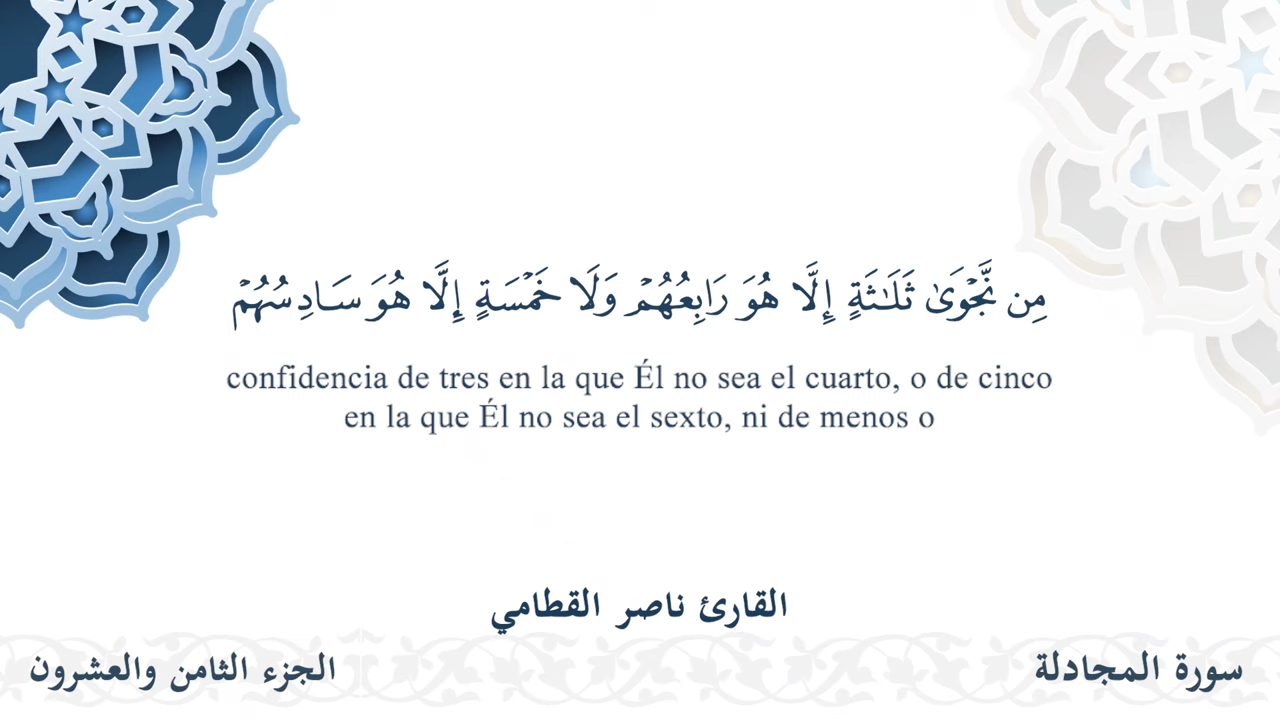 مِن نَّجْوَىٰ ثَلَـٰثَةٍ إِلَّا هُوَ رَابِعُهُمْ وَلَا خَمْسَةٍ إِلَّا هُوَ سَادِسُهُمْ
confidencia de tres en la que Él no sea el cuarto, o de cinco
en la que Él no sea el sexto, ni de menos o
القارئ ناصر القطامي
سورة المجادلة
الجزء الثامن والعشرون